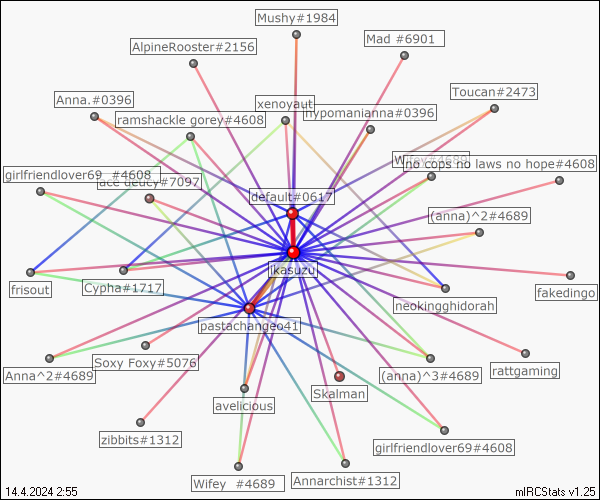 Mushy#1984
Mad #6901
AlpineRooster#2156
Toucan#2473
Anna.#0396
xenoyaut
hypomanianna#0396
ramshackle gorey#4608
Wifey#4689
no cops no laws no hope#4608
girlfriendlover69 #4608
ace deucy#7097
default#0617
(anna)^2#4689
jkasuzu
frisout
Cypha#1717
fakedingo
neokingghidorah
pastachangeo41
Soxy Foxy#5076
rattgaming
Anna^2#4689
(anna)^3#4689
Skalman
avelicious
zibbits#1312
girlfriendlover69#4608
Wifey #4689
Annarchist#1312
14.4.2024 2:55
mIRCStats v1.25